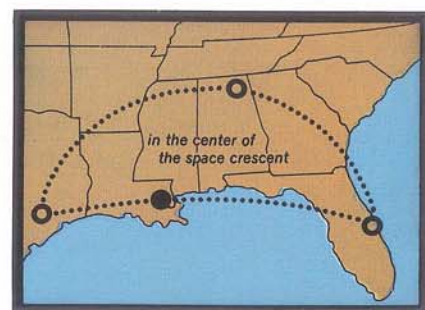 in the center of
the space crescent